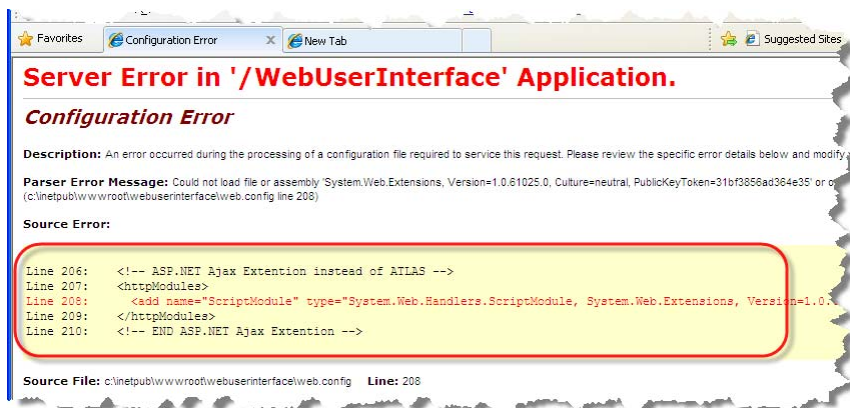 Favorites
Configuration Error
X
New Tab
Suggested Sites
Server Error in '/WebUserInterface' Application.
Configuration Error
Description: An error occurred during the processing of a configuration file required to service this request. Please review the specific error details below and modify
Parser Error Message: Could not load file or assembly 'System.Web.Extensions, Version=1.0.61025.0, Culture=neutral, PublicKeyToken=31bf3856ad364e35' or
(c:\inetpub\wwwroot\webuserinterface\web.config line 208)
Source Error:
Line 206: <!-- ASP.NET Ajax Extention instead of ATLAS -->
Line 207: <httpModules>
Line 208: <add name="ScriptModule" type="System.Web.Handlers.ScriptModule, System.Web.Extensions, Version=1.0.
Line 209: </httpModules>
Line 210: <!-- END ASP.NET Ajax Extention -->
Source File: c:\inetpub\wwwroot\webuserinterface\web.config Line: 208